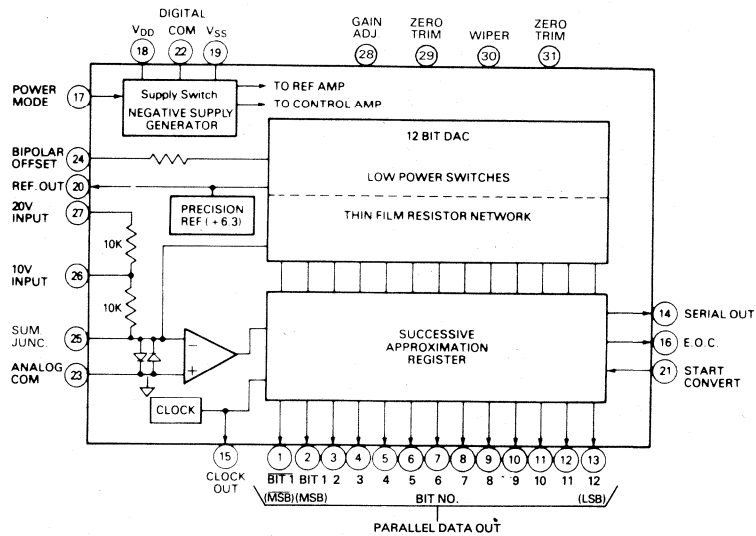 DIGITAL
COM
VDD
VSS
18
22
19
GAIN
ADJ.
28
ZERO
TRIM
29
WIPER
30
ZERO
TRIM
31
POWER
MODE
17
Supply Switch
NEGATIVE SUPPLY
GENERATOR
TO REF AMP
TO CONTROL AMP
BIPOLAR
OFFSET
24
REF. OUT
20
PRECISION
REF (+6.3)
12 BIT DAC
LOW POWER SWITCHES
THIN FILM RESISTOR NETWORK
20V
INPUT
27
10K
10V
INPUT
26
10K
SUM.
JUNC.
25
ANALOG
COM
23
−
+
CLOCK
SUCCESSIVE
APPROXIMATION
REGISTER
14 SERIAL OUT
16 E.O.C.
21 START
CONVERT
15
CLOCK
OUT
1 2 3 4 5 6 7 8 9 10 11 12 13
BIT 1 BIT 1 2 3 4 5 6 7 8 9 10 11 12
(MSB) (MSB) BIT NO. (LSB)
PARALLEL DATA OUT